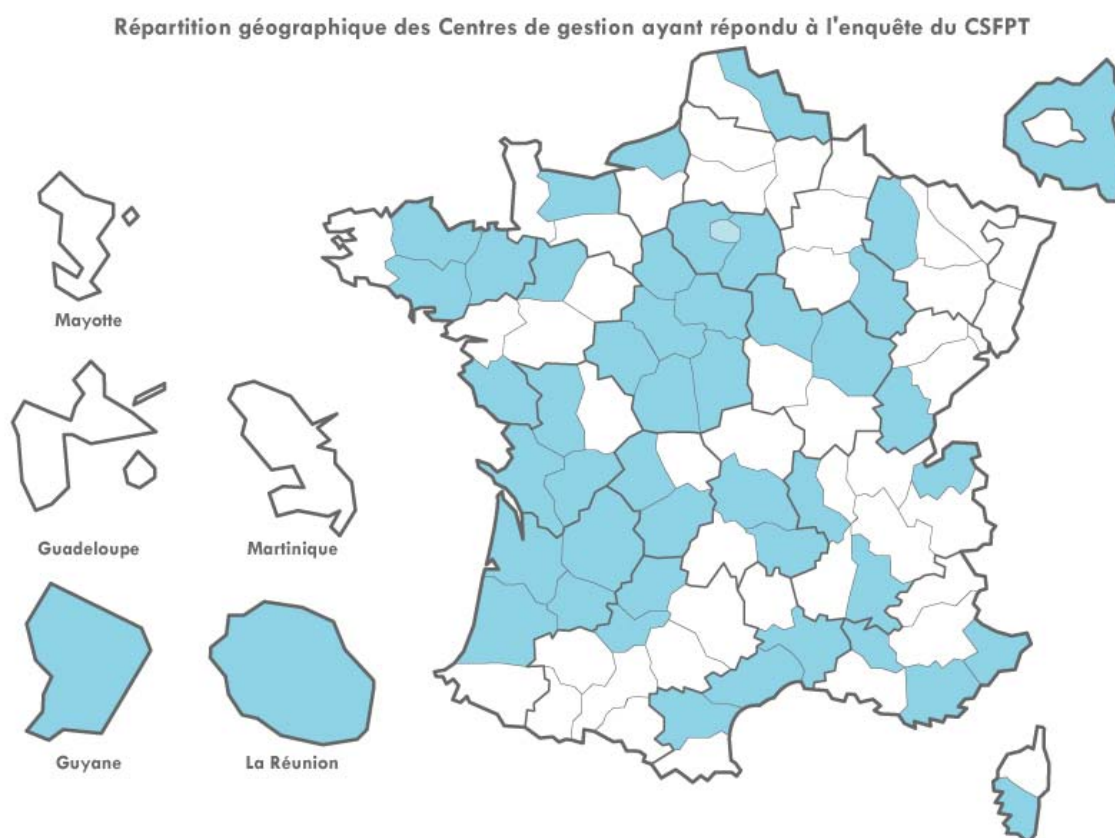 Répartition géographique des Centres de gestion ayant répondu à l'enquête du CSFPT
Mayotte
Guadeloupe
Martinique
Guyane
La Réunion